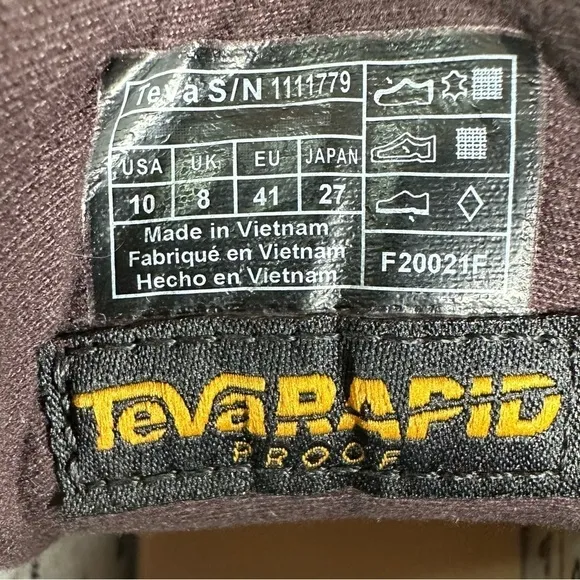 Teva S/N 1111779
USA UK EU JAPAN
10 8 41 27
Made in Vietnam
Fabriqué en Vietnam
Hecho en Vietnam
F20021F
TevaRAPID
PROOF